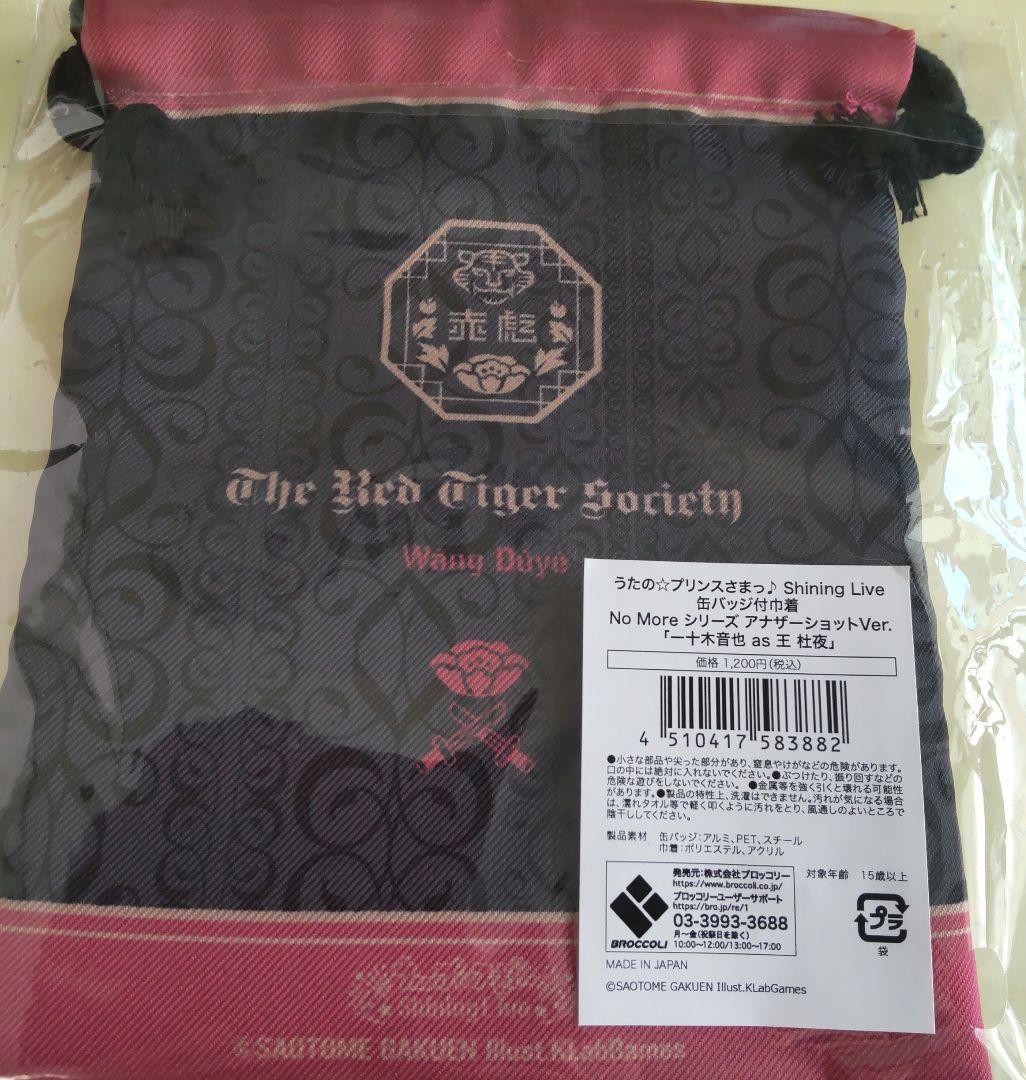 赤彪
The Red Tiger Society
Wang Dùyè
うたの☆プリンスさまっ♪ Shining Live
缶バッジ付巾着
No More シリーズ アナザーショットVer.
「一十木音也 as 王 杜夜」
価格 1,200円(税込)
4 510417 583882
●小さな部品や尖った部分があり、窒息やけがなどの危険があります。
口の中には絶対に入れないでください。●ぶつけたり、振り回すなどの
危険な遊びをしないでください。 ●金属等を強く引くと壊れる可能性
があります。●製品の特性上、洗濯はできません。汚れが気になる場合
は、濡れタオル等で軽く叩くように汚れをとり、風通しのよいところで
陰干ししてください。
製品素材 缶バッジ：アルミ、PET、スチール
巾着：ポリエステル、アクリル
発売元：株式会社ブロッコリー
https://www.broccoli.co.jp/
ブロッコリーユーザーサポート
https://bro.jp/re/1
03-3993-3688
月～金(祝祭日を除く)
10:00~12:00/13:00~17:00
BROCCOLI
対象年齢 15歳以上
プラ
袋
MADE IN JAPAN
©SAOTOME GAKUEN Illust.KLabGames
Shining Live
©SAOTOME GAKUEN Illust.KLabGames